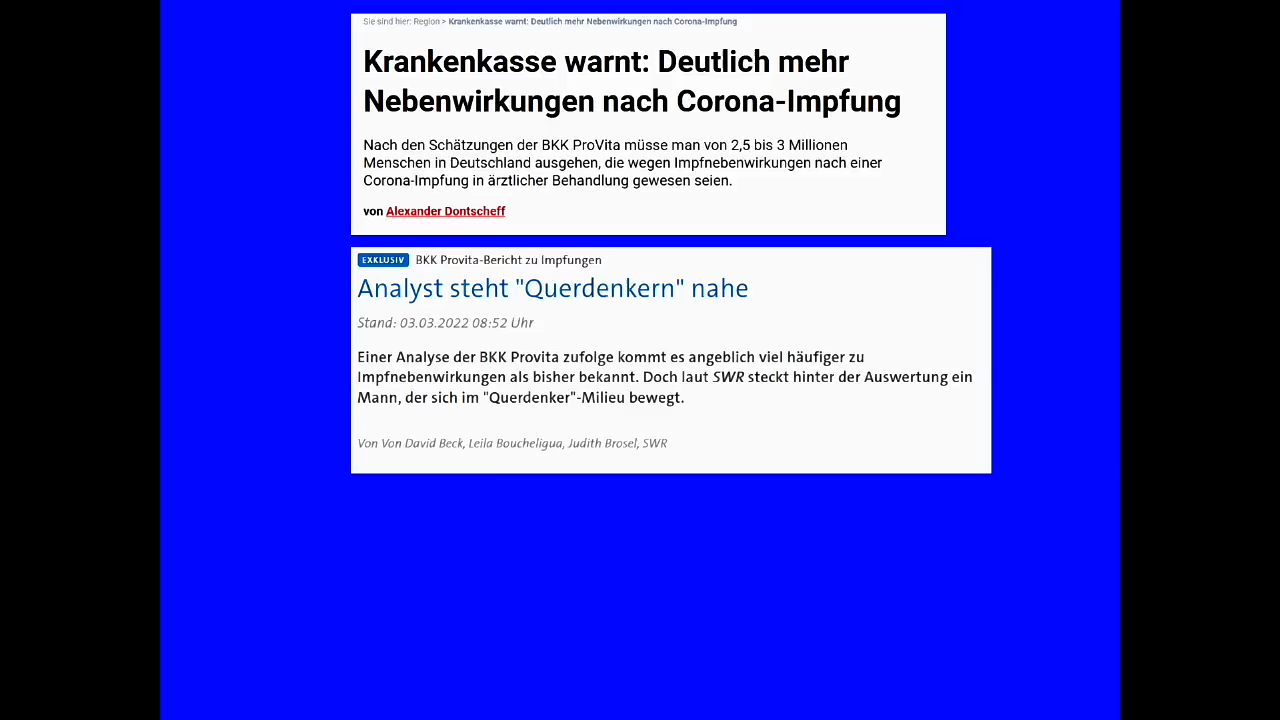 Sie sind hier: Region > Krankenkasse warnt: Deutlich mehr Nebenwirkungen nach Corona-Impfung
Krankenkasse warnt: Deutlich mehr
Nebenwirkungen nach Corona-Impfung
Nach den Schätzungen der BKK ProVita müsse man von 2,5 bis 3 Millionen
Menschen in Deutschland ausgehen, die wegen Impfnebenwirkungen nach einer
Corona-Impfung in ärztlicher Behandlung gewesen seien.
von Alexander Dontscheff
EXKLUSIV BKK Provita-Bericht zu Impfungen
Analyst steht "Querdenkern" nahe
Stand: 03.03.2022 08:52 Uhr
Einer Analyse der BKK Provita zufolge kommt es angeblich viel häufiger zu
Impfnebenwirkungen als bisher bekannt. Doch laut SWR steckt hinter der Auswertung ein
Mann, der sich im "Querdenker"-Milieu bewegt.
Von Von David Beck, Leila Boucheligua, Judith Brosel, SWR